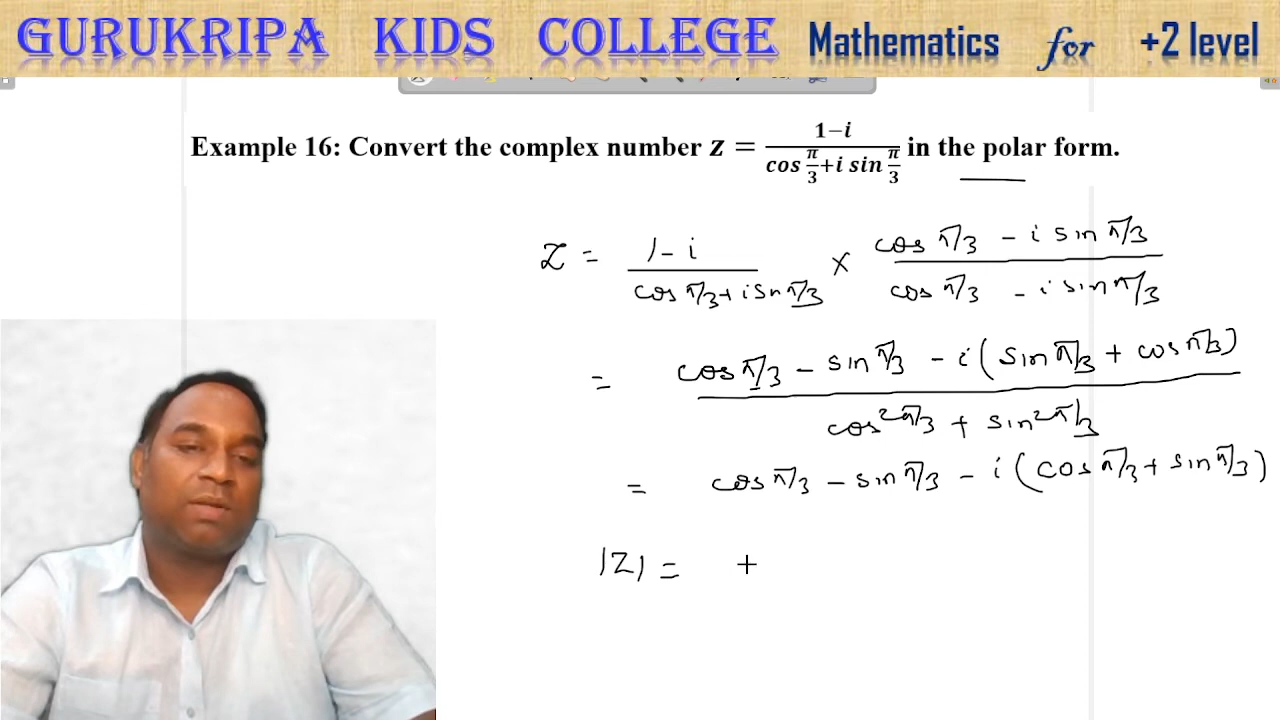 GURUKRIPA KIDS COLLEGE Mathematics for +2 level
Example 16: Convert the complex number z = (1−i)/(cos π/3 + i sin π/3) in the polar form.
Z = (1 - i)/(cos π/3 + i sin π/3) × (cos π/3 - i sin π/3)/(cos π/3 - i sin π/3)
= (cos π/3 - sin π/3 - i (sin π/3 + cos π/3))/(cos² π/3 + sin² π/3)
= cos π/3 - sin π/3 - i (cos π/3 + sin π/3)
|Z| = +